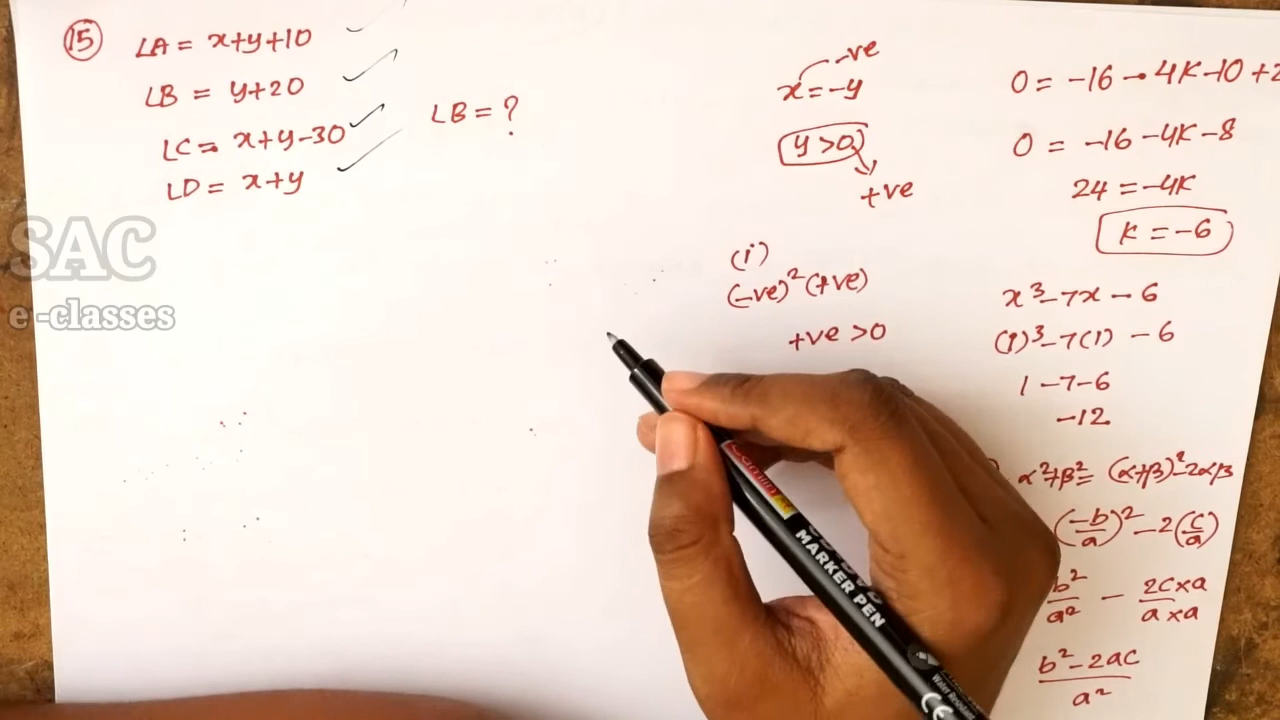 15 ∠A = x+y+10
∠B = y+20
∠C = x+y-30
∠D = x+y
∠B = ?
SAC
e-classes
-ve
x = -y
y >0
+ve
(i)
(-ve)² (+ve)
+ve >0
0 = -16 - 4K-10+2
0 = -16-4K-8
24 = -4K
K = -6
x³-7x-6
(1)³-7(1) - 6
1-7-6
-12
α²+β² = (α+β)²-2αβ
(-b/a)² - 2(c/a)
b²/a² - 2c×a/a×a
b²-2ac/a²
Camlin
MARKER PEN
CE